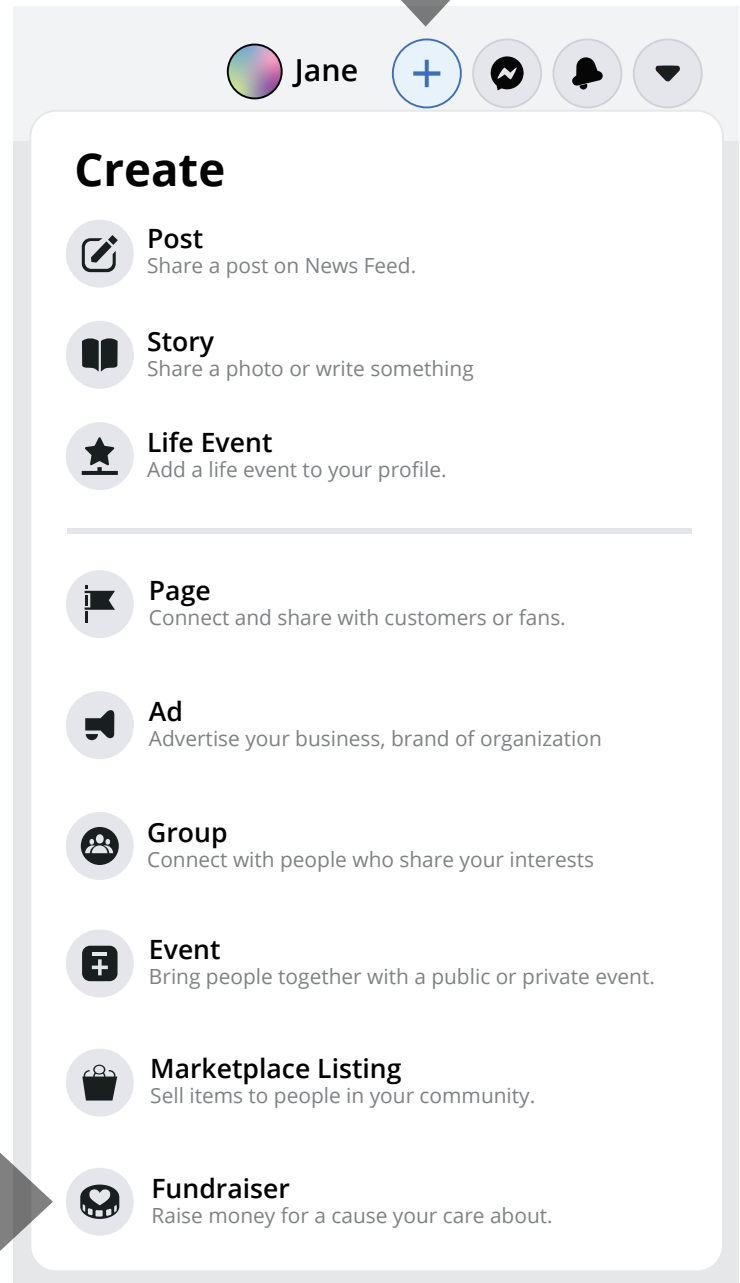 Jane
Create
Post
Share a post on News Feed.
Story
Share a photo or write something
Life Event
Add a life event to your profile.
Page
Connect and share with customers or fans.
Ad
Advertise your business, brand of organization
Group
Connect with people who share your interests
Event
Bring people together with a public or private event.
Marketplace Listing
Sell items to people in your community.
Fundraiser
Raise money for a cause your care about.